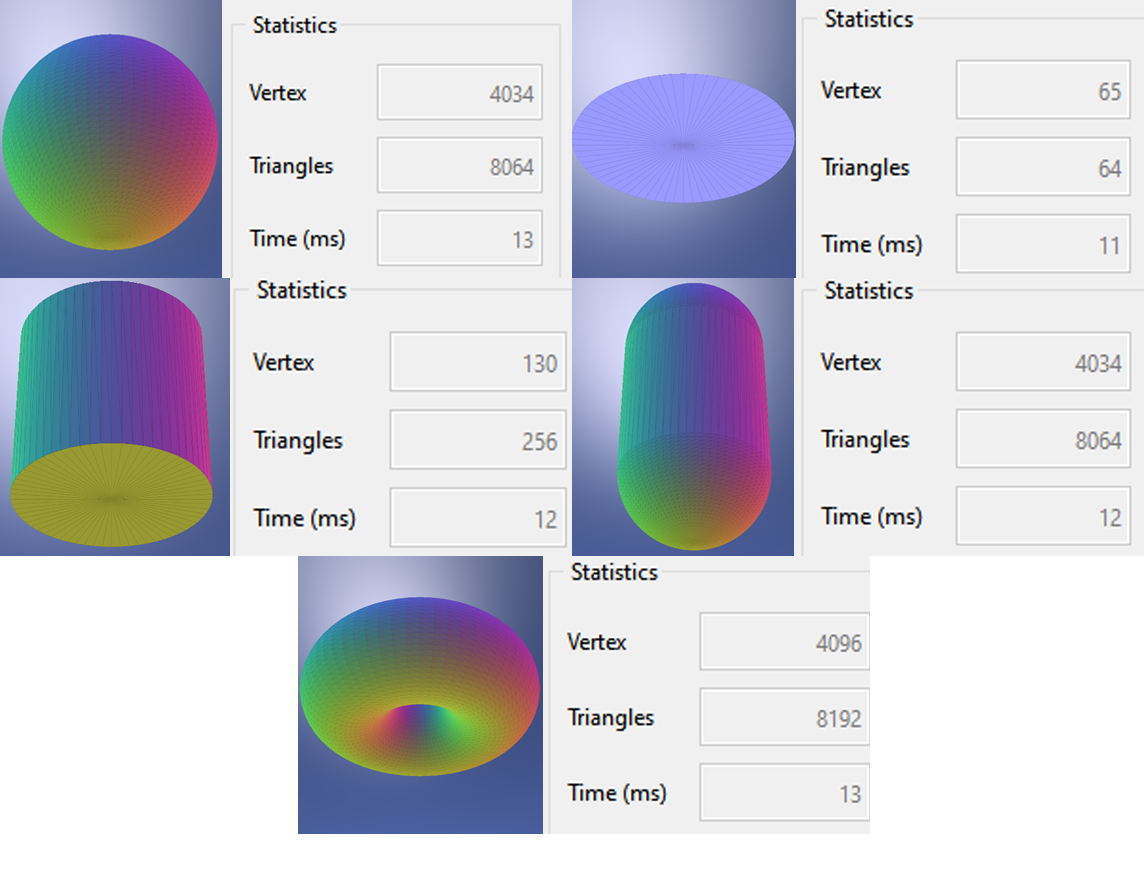 Statistics
Vertex 4034
Triangles 8064
Time (ms) 13
Statistics
Vertex 65
Triangles 64
Time (ms) 11
Statistics
Vertex 130
Triangles 256
Time (ms) 12
Statistics
Vertex 4034
Triangles 8064
Time (ms) 12
Statistics
Vertex 4096
Triangles 8192
Time (ms) 13